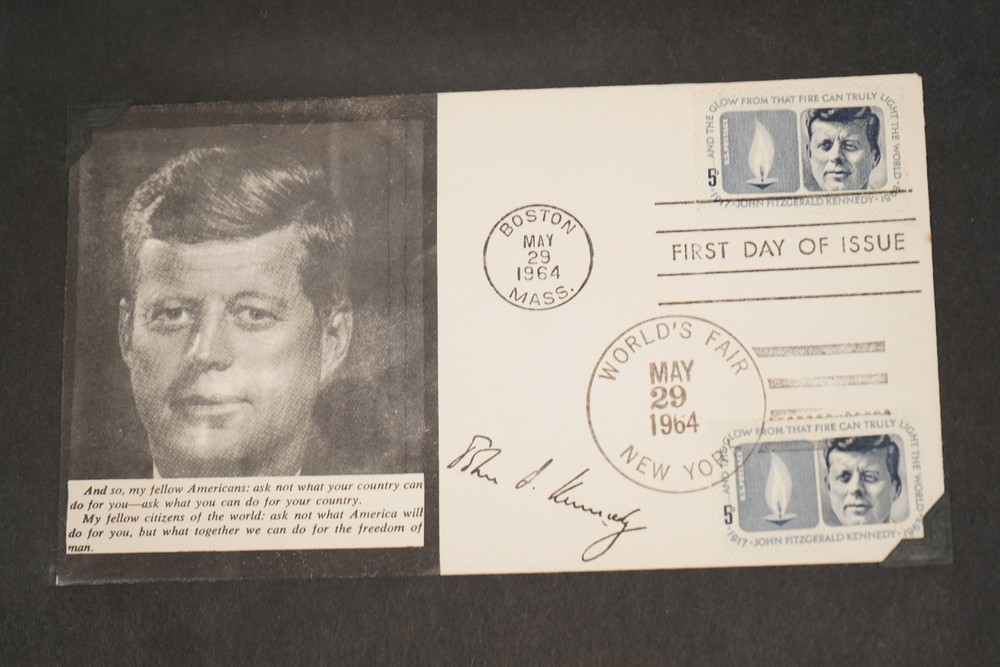 And so, my fellow Americans: ask not what your country can
do for you—ask what you can do for your country.
My fellow citizens of the world: ask not what America will
do for you, but what together we can do for the freedom of
man.
BOSTON
MAY
29
1964
MASS.
AND THE GLOW FROM THAT FIRE CAN TRULY LIGHT THE WORLD
U.S. POSTAGE
5¢
1917·JOHN FITZGERALD KENNEDY·19
FIRST DAY OF ISSUE
WORLD'S FAIR
MAY
29
1964
NEW YORK
John J. Kennedy
GLOW FROM THAT FIRE CAN TRULY LIGHT THE WORLD
U.S. POSTAGE
5¢
1917·JOHN FITZGERALD KENNEDY·19